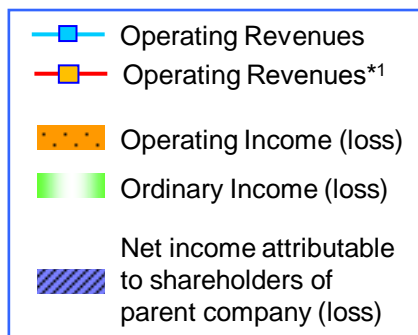 Operating Revenues
Operating Revenues*1
Operating Income (loss)
Ordinary Income (loss)
Net income attributable
to shareholders of
parent company (loss)